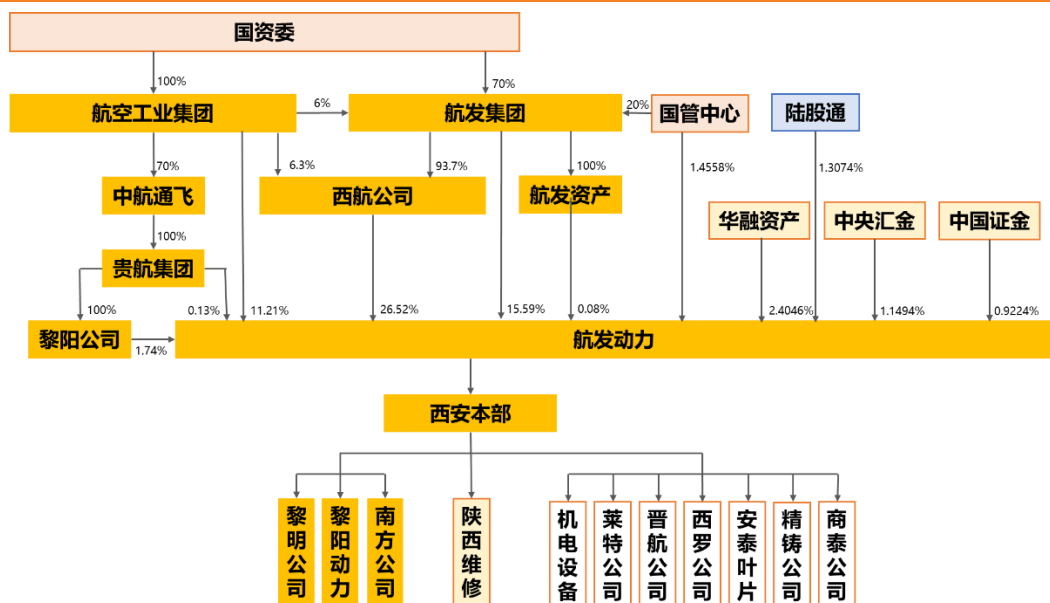 国资委
100%
70%
航空工业集团
6%
航发集团
20%
国管中心
陆股通
70%
6.3%
93.7%
100%
1.4558%
1.3074%
中航通飞
西航公司
航发资产
100%
华融资产
中央汇金
中国证金
贵航集团
100%
0.13%
11.21%
26.52%
15.59%
0.08%
2.4046%
1.1494%
0.9224%
黎阳公司
1.74%
航发动力
西安本部
黎明公司
黎阳动力
南方公司
陕西维修
机电设备
莱特公司
晋航公司
西罗公司
安泰叶片
精铸公司
商泰公司